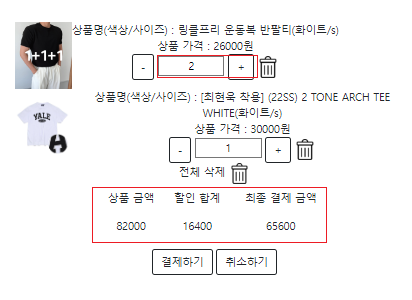 상품명(색상/사이즈) : 링클프리 운동복 반팔티(화이트/s)
1+1+1
상품 가격 : 26000원
- 2 +
상품명(색상/사이즈) : [최현욱 착용] (22SS) 2 TONE ARCH TEE
WHITE(화이트/s)
YALE
상품 가격 : 30000원
- 1 +
전체 삭제
상품 금액 할인 합계 최종 결제 금액
82000 16400 65600
결제하기 취소하기